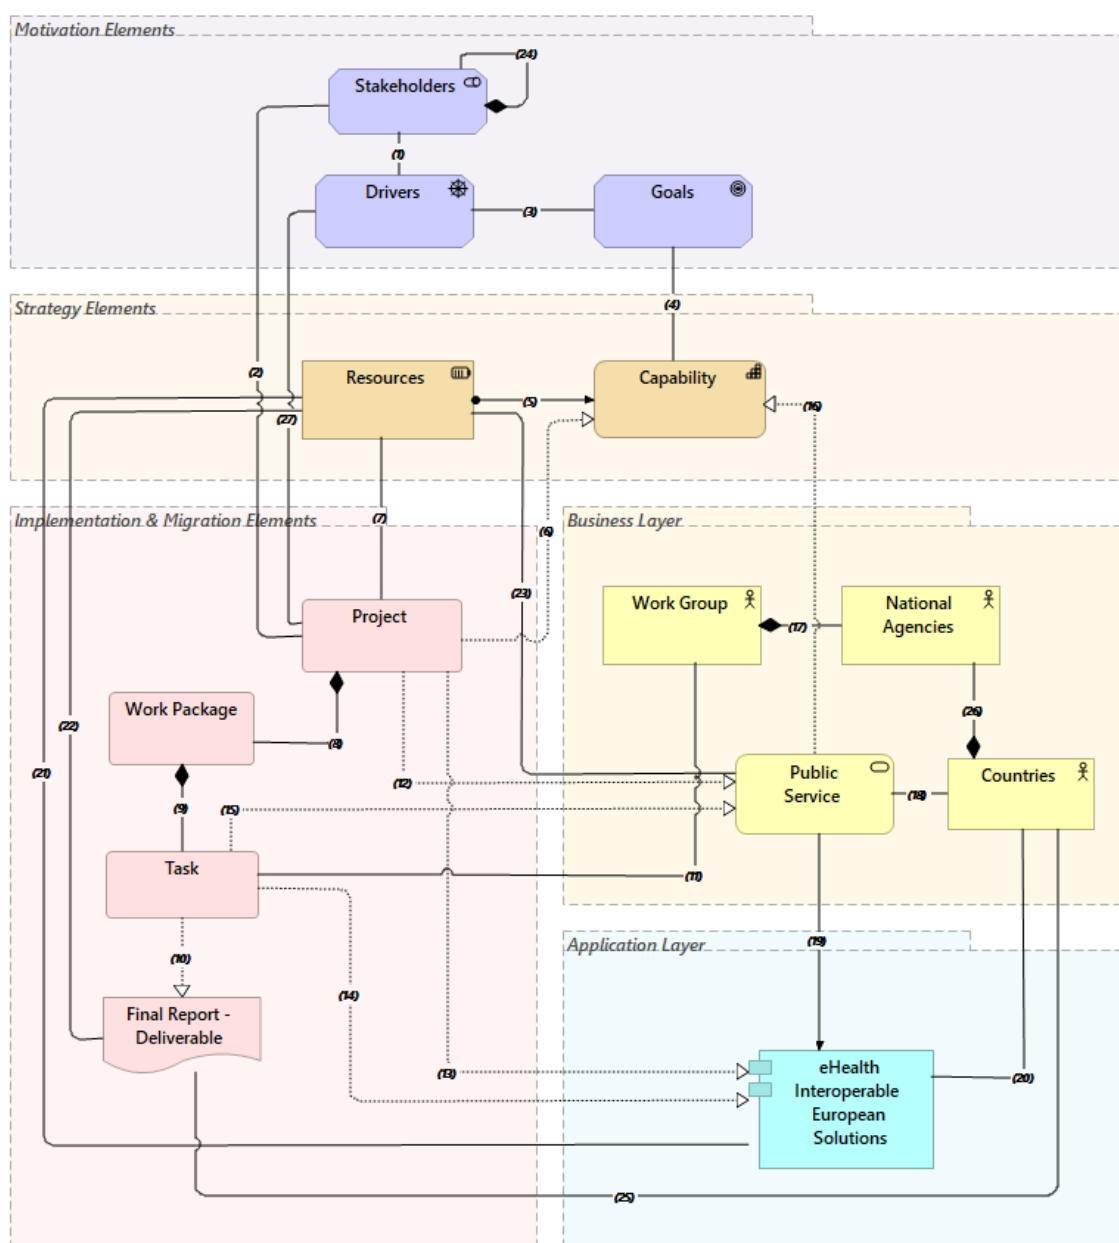 Motivation Elements
(24)
Stakeholders
(1)
Drivers
Goals
(3)
(4)
Strategy Elements
(2)
Resources
Capability
(5)
(16)
(27)
(7)
Implementation & Migration Elements
Business Layer
(6)
(23)
Work Group
National
Agencies
Project
(17)
Work Package
(22)
(26)
(8)
(21)
(12)
Public
Service
Countries
(18)
(9)
(15)
Task
(11)
(19)
Application Layer
(10)
(14)
Final Report -
Deliverable
(13)
eHealth
Interoperable
European
Solutions
(20)
(25)